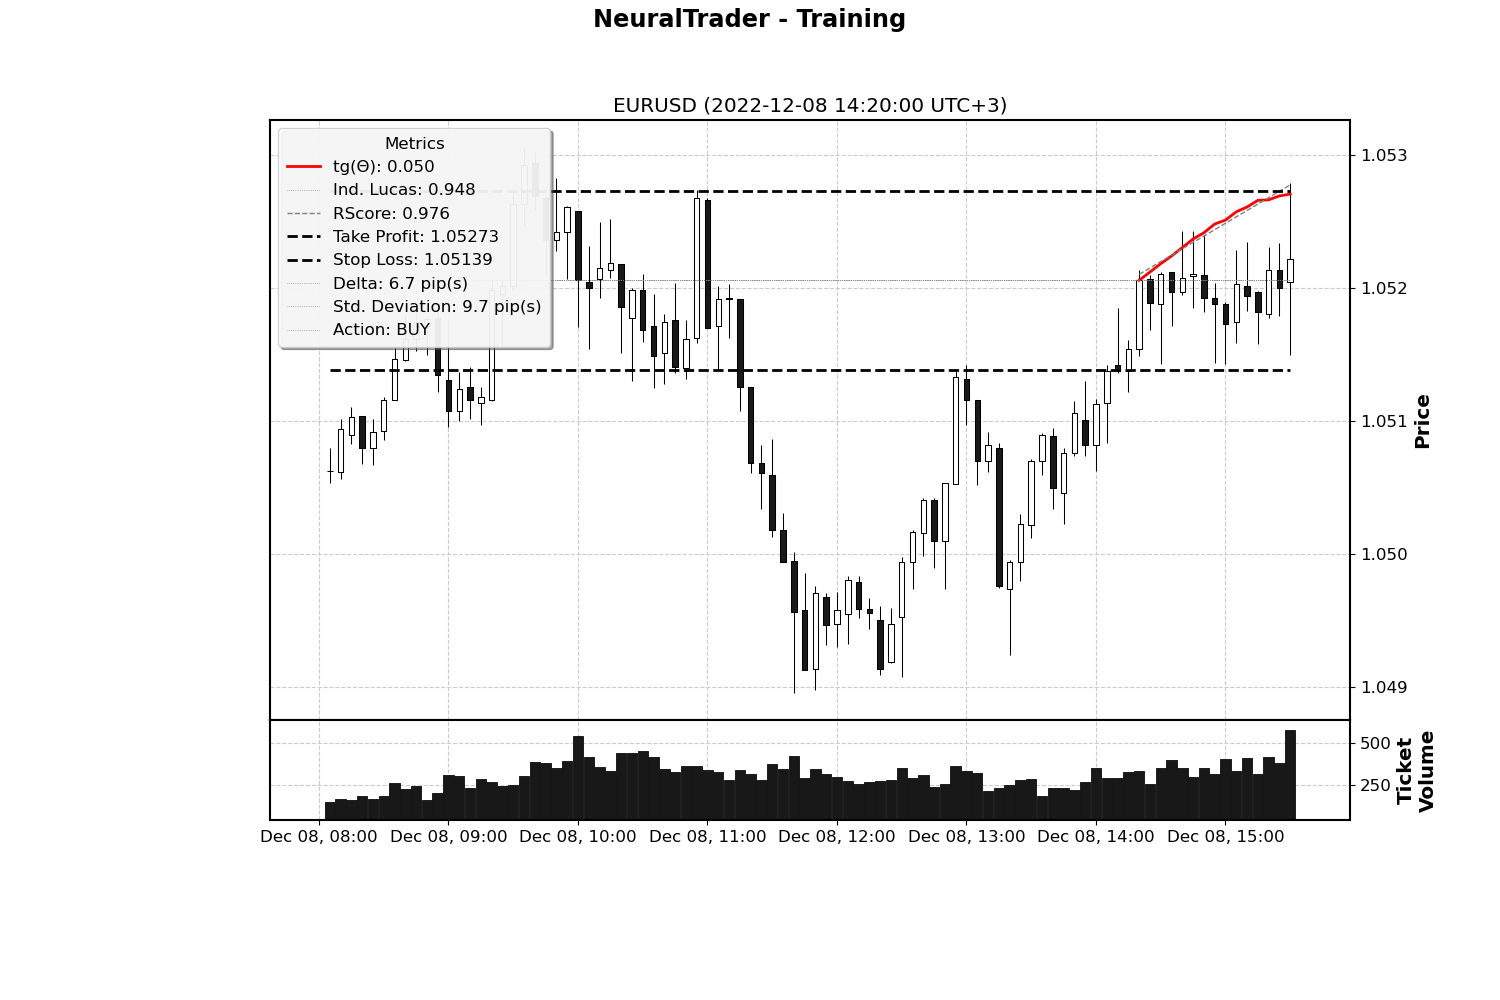 NeuralTrader - Training
EURUSD (2022-12-08 14:20:00 UTC+3)
Metrics
tg(Θ): 0.050
Ind. Lucas: 0.948
RScore: 0.976
Take Profit: 1.05273
Stop Loss: 1.05139
Delta: 6.7 pip(s)
Std. Deviation: 9.7 pip(s)
Action: BUY
1.053
1.052
1.051
1.050
1.049
Price
500
250
Ticket
Volume
Dec 08, 08:00
Dec 08, 09:00
Dec 08, 10:00
Dec 08, 11:00
Dec 08, 12:00
Dec 08, 13:00
Dec 08, 14:00
Dec 08, 15:00